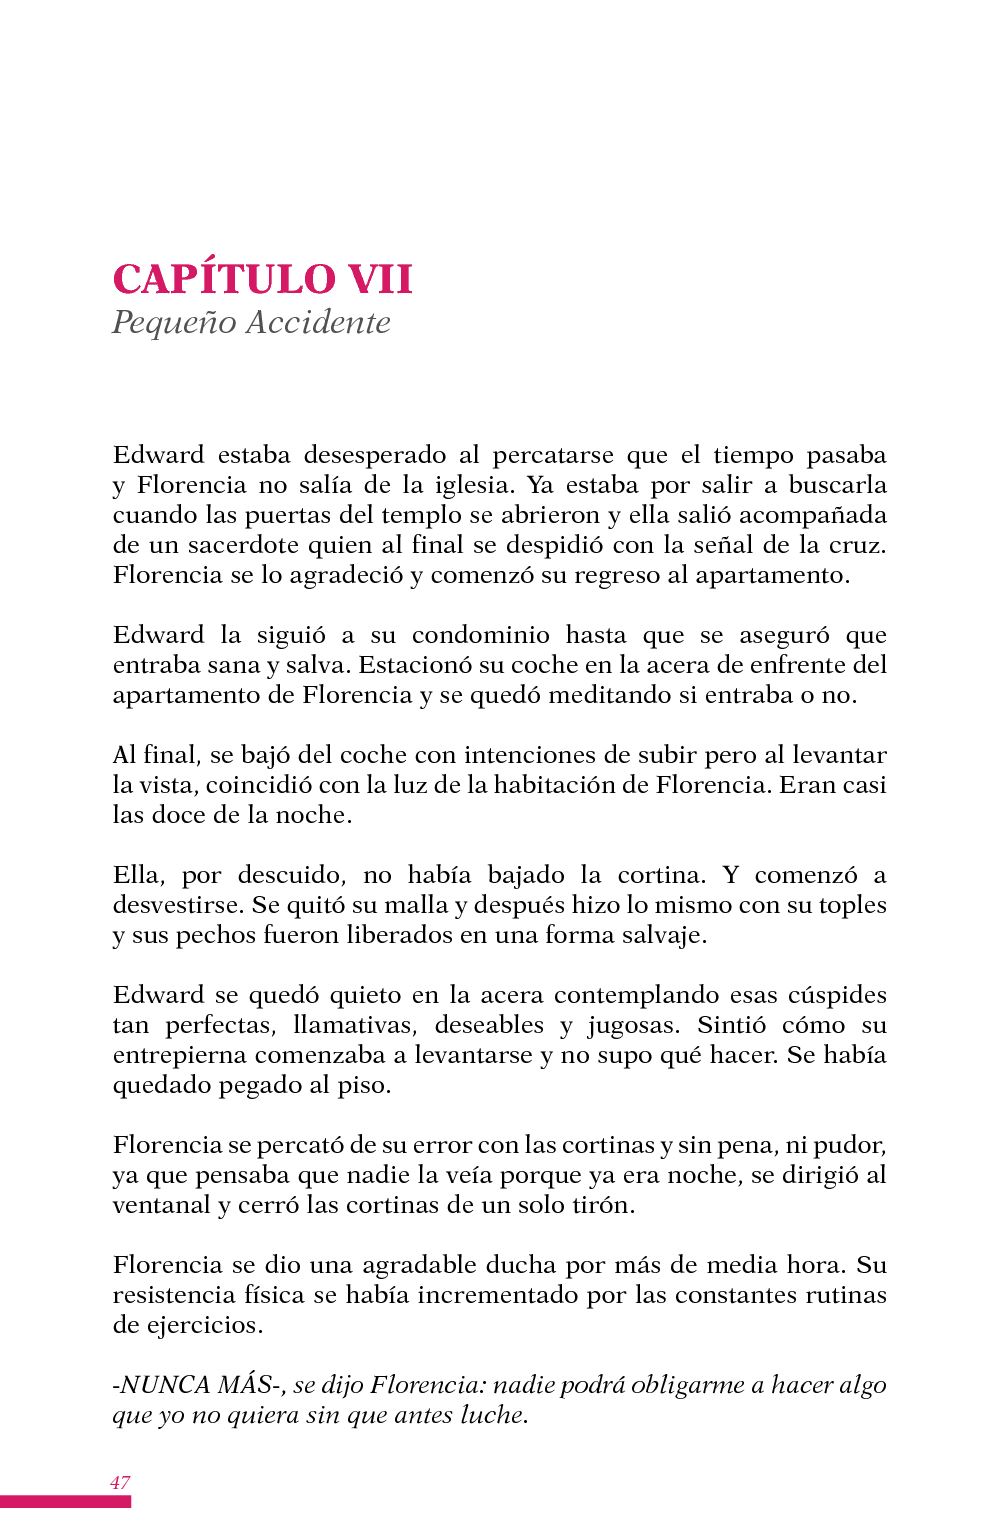 CAPÍTULO VII
Pequeño Accidente
Edward estaba desesperado al percatarse que el tiempo pasaba
y Florencia no salía de la iglesia. Ya estaba por salir a buscarla
cuando las puertas del templo se abrieron y ella salió acompañada
de un sacerdote quien al final se despidió con la señal de la cruz.
Florencia se lo agradeció y comenzó su regreso al apartamento.
Edward la siguió a su condominio hasta que se aseguró que
entraba sana y salva. Estacionó su coche en la acera de enfrente del
apartamento de Florencia y se quedó meditando si entraba o no.
Al final, se bajó del coche con intenciones de subir pero al levantar
la vista, coincidió con la luz de la habitación de Florencia. Eran casi
las doce de la noche.
Ella, por descuido, no había bajado la cortina. Y comenzó a
desvestirse. Se quitó su malla y después hizo lo mismo con su toples
y sus pechos fueron liberados en una forma salvaje.
Edward se quedó quieto en la acera contemplando esas cúspides
tan perfectas, llamativas, deseables y jugosas. Sintió cómo su
entrepierna comenzaba a levantarse y no supo qué hacer. Se había
quedado pegado al piso.
Florencia se percató de su error con las cortinas y sin pena, ni pudor,
ya que pensaba que nadie la veía porque ya era noche, se dirigió al
ventanal y cerró las cortinas de un solo tirón.
Florencia se dio una agradable ducha por más de media hora. Su
resistencia física se había incrementado por las constantes rutinas
de ejercicios.
-NUNCA MÁS-, se dijo Florencia: nadie podrá obligarme a hacer algo
que yo no quiera sin que antes luche.
47